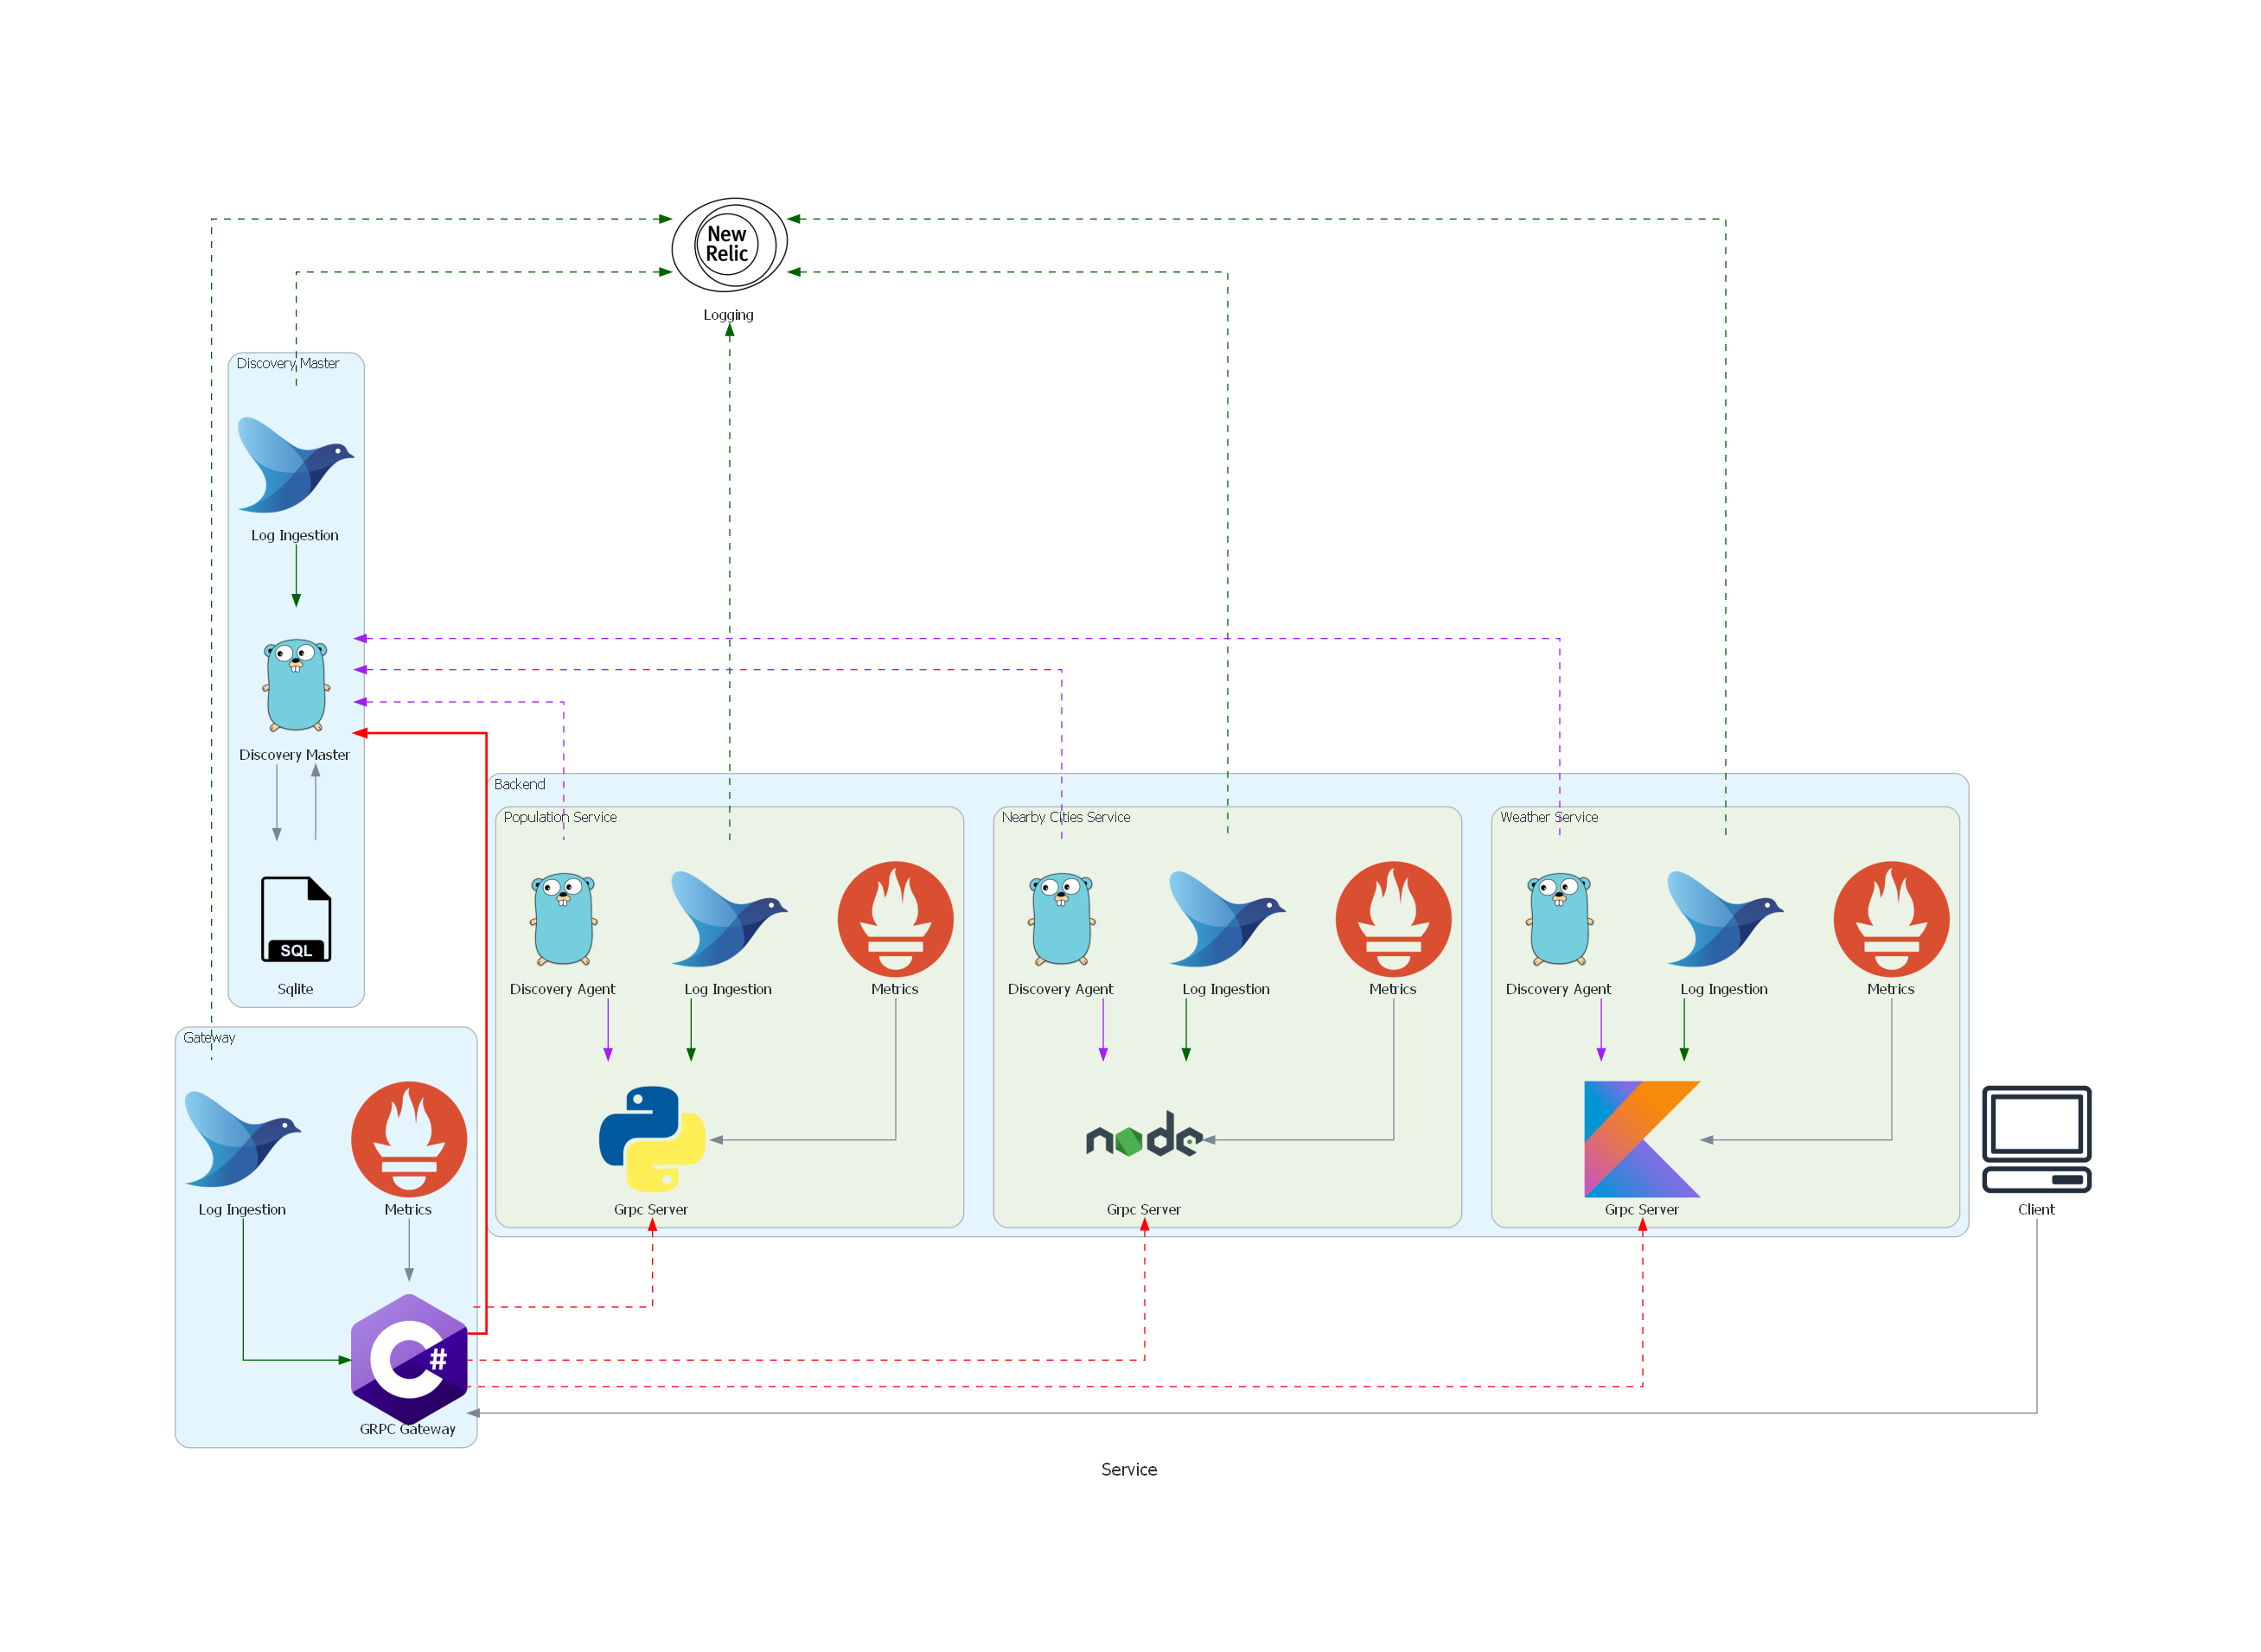 New
Relic
Logging
Discovery Master
Log Ingestion
Discovery Master
SQL
Sqlite
Backend
Population Service
Discovery Agent
Log Ingestion
Metrics
Grpc Server
Nearby Cities Service
Discovery Agent
Log Ingestion
Metrics
node
Grpc Server
Weather Service
Discovery Agent
Log Ingestion
Metrics
Grpc Server
Gateway
Log Ingestion
Metrics
C#
GRPC Gateway
Client
Service